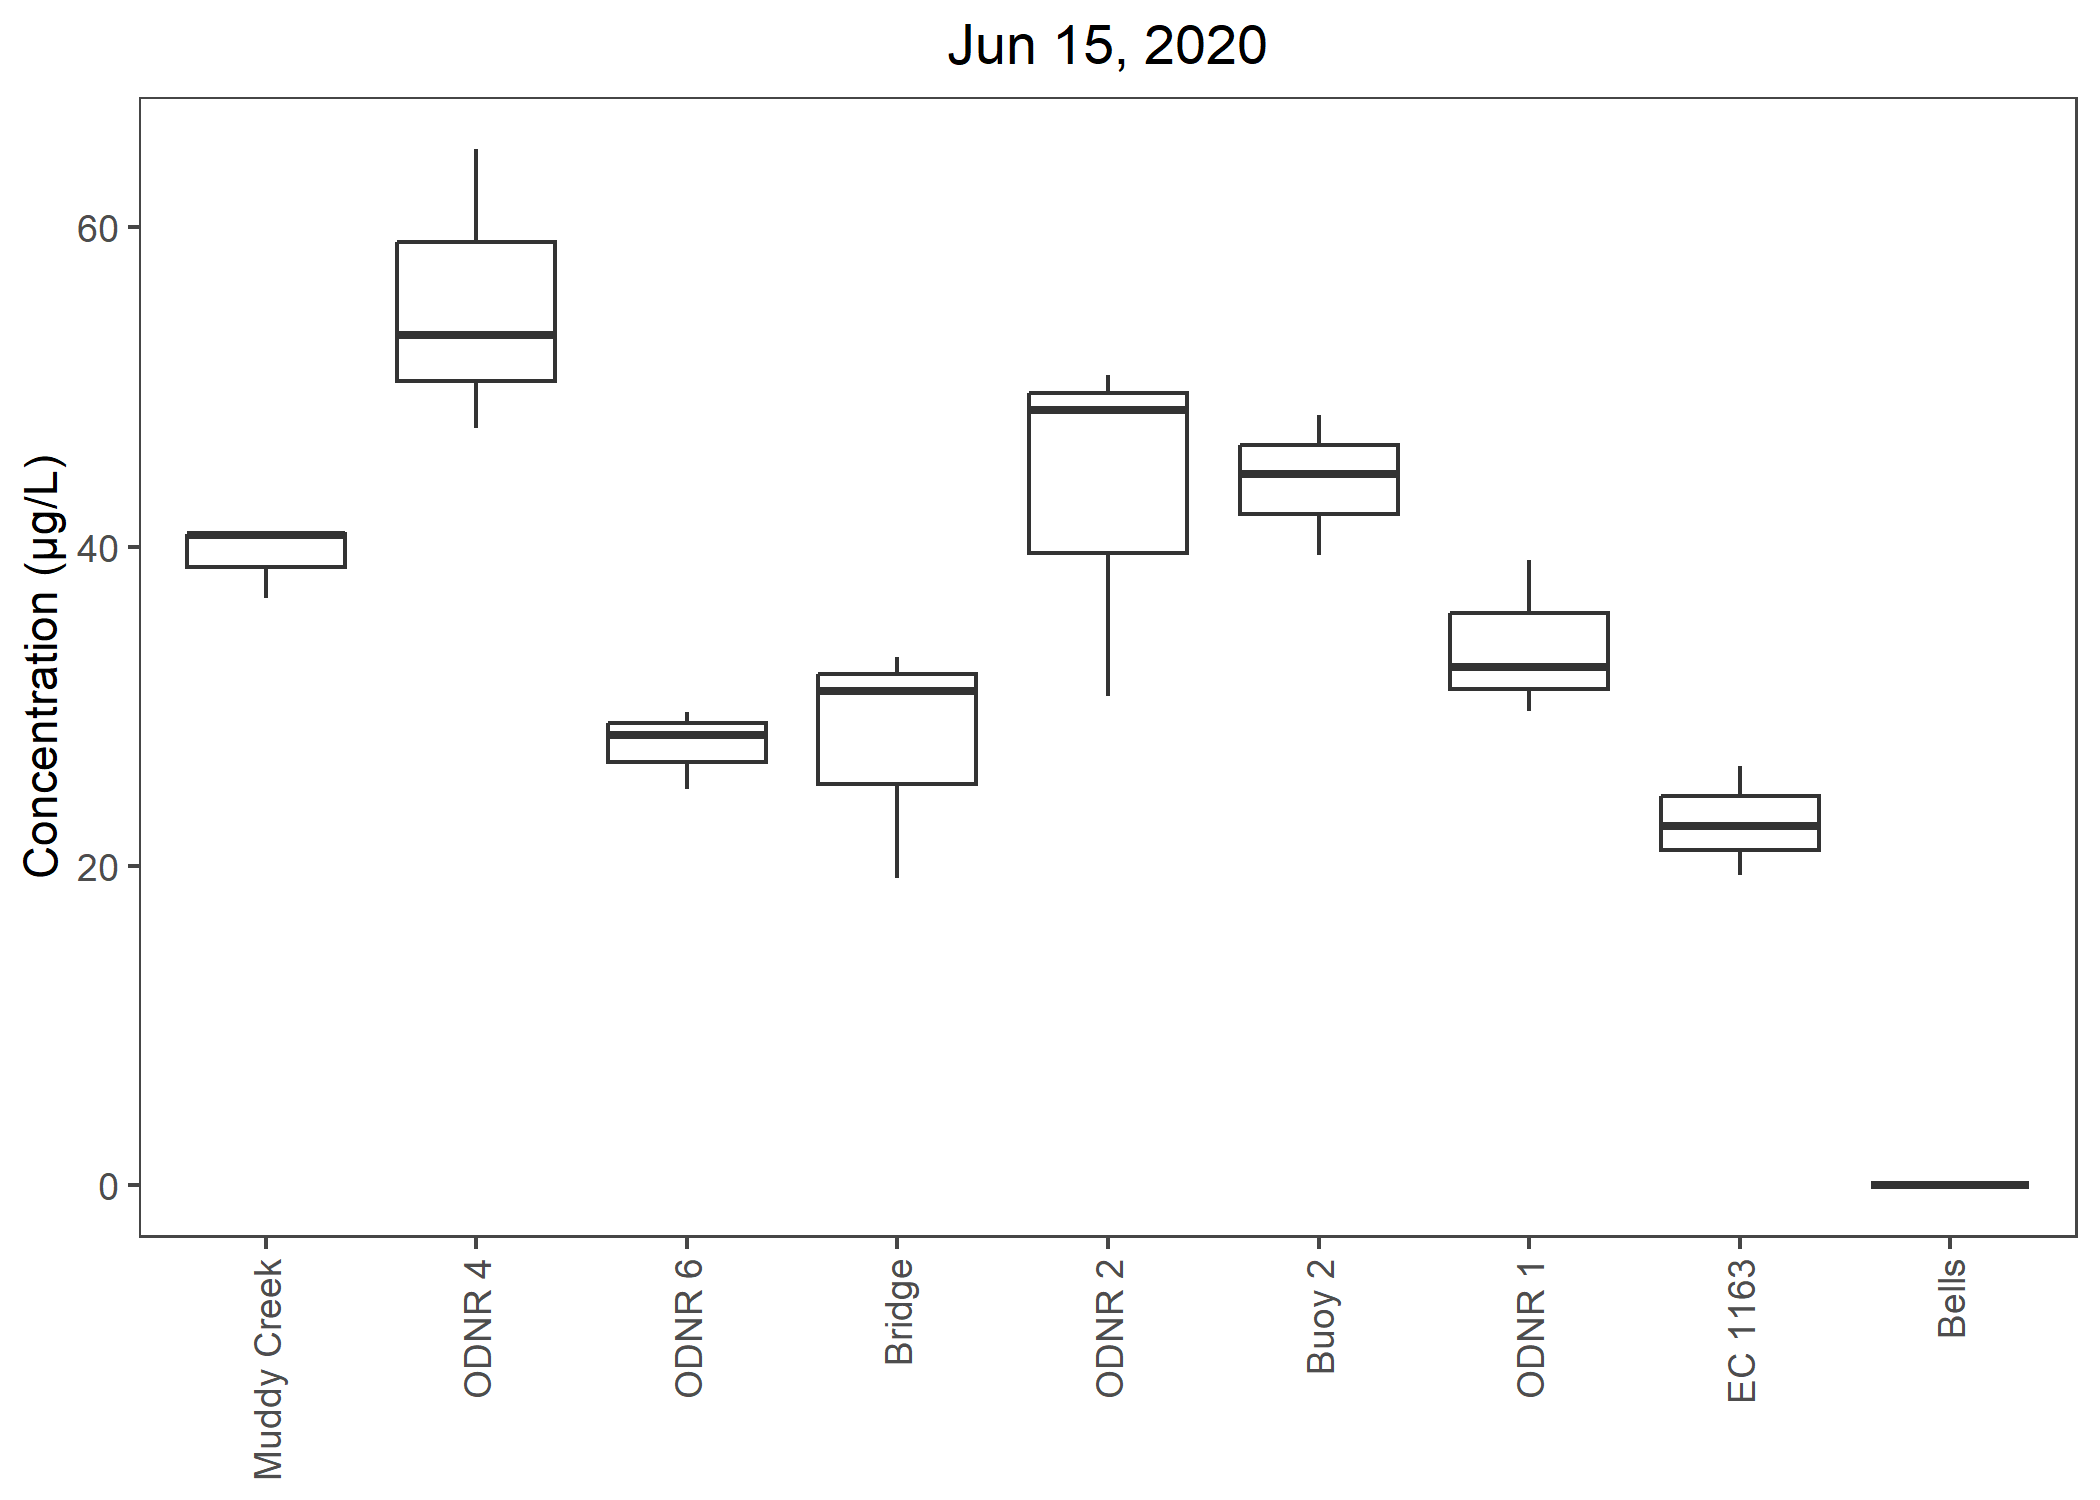 Jun 15, 2020
Concentration (µg/L)
60
40
20
0
Muddy Creek
ODNR 4
ODNR 6
Bridge
ODNR 2
Buoy 2
ODNR 1
EC 1163
Bells